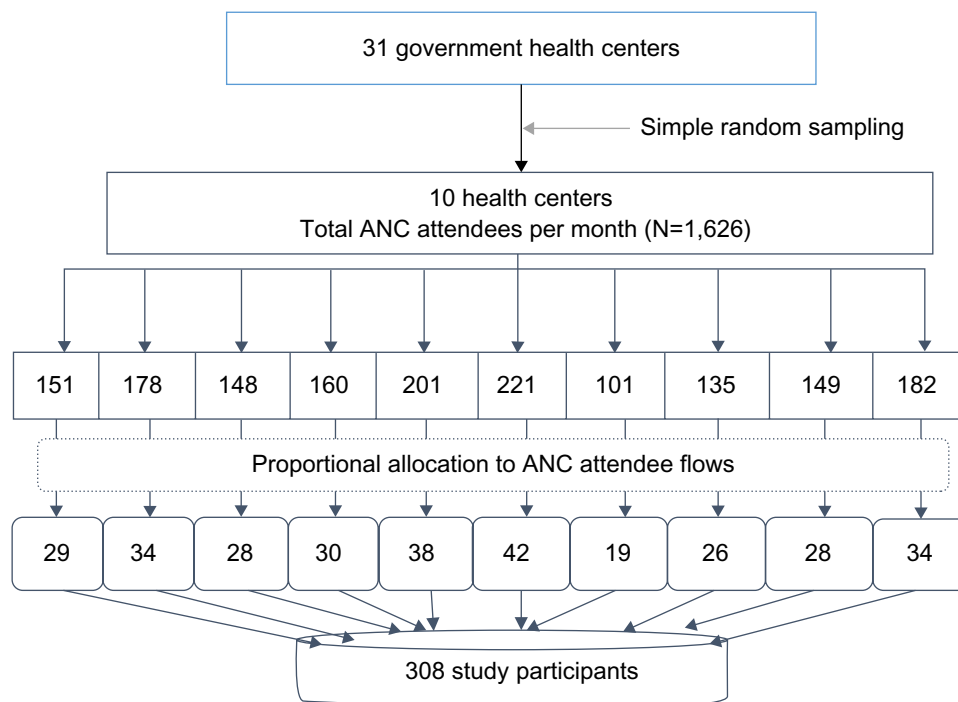 31 government health centers
Simple random sampling
10 health centers
Total ANC attendees per month (N=1,626)
151 178 148 160 201 221 101 135 149 182
Proportional allocation to ANC attendee flows
29 34 28 30 38 42 19 26 28 34
308 study participants